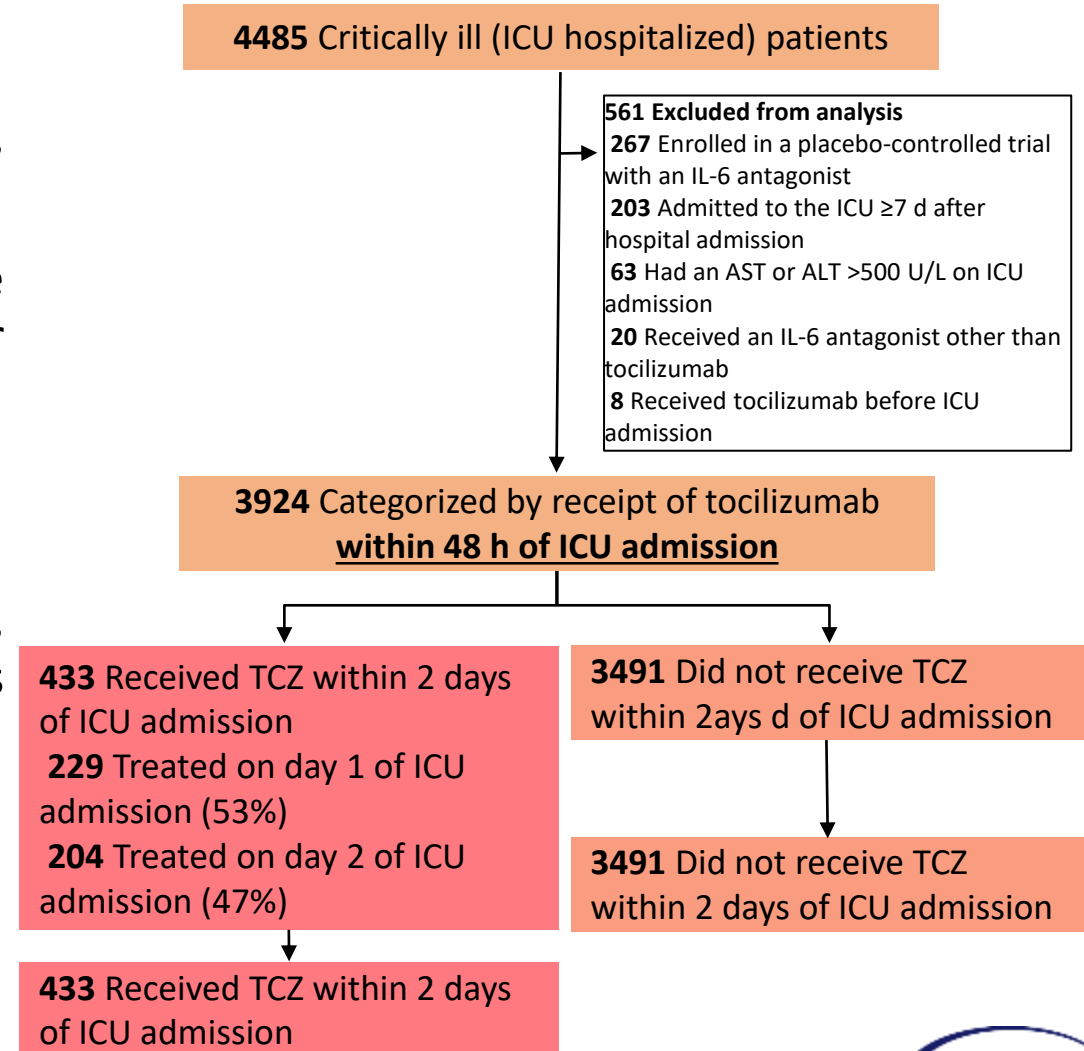 4485 Critically ill (ICU hospitalized) patients
561 Excluded from analysis
267 Enrolled in a placebo-controlled trial
with an IL-6 antagonist
203 Admitted to the ICU ≥7 d after
hospital admission
63 Had an AST or ALT >500 U/L on ICU
admission
20 Received an IL-6 antagonist other than
tocilizumab
8 Received tocilizumab before ICU
admission
3924 Categorized by receipt of tocilizumab
within 48 h of ICU admission
433 Received TCZ within 2 days
of ICU admission
229 Treated on day 1 of ICU
admission (53%)
204 Treated on day 2 of ICU
admission (47%)
433 Received TCZ within 2 days
of ICU admission
3491 Did not receive TCZ
within 2ays d of ICU admission
3491 Did not receive TCZ
within 2 days of ICU admission